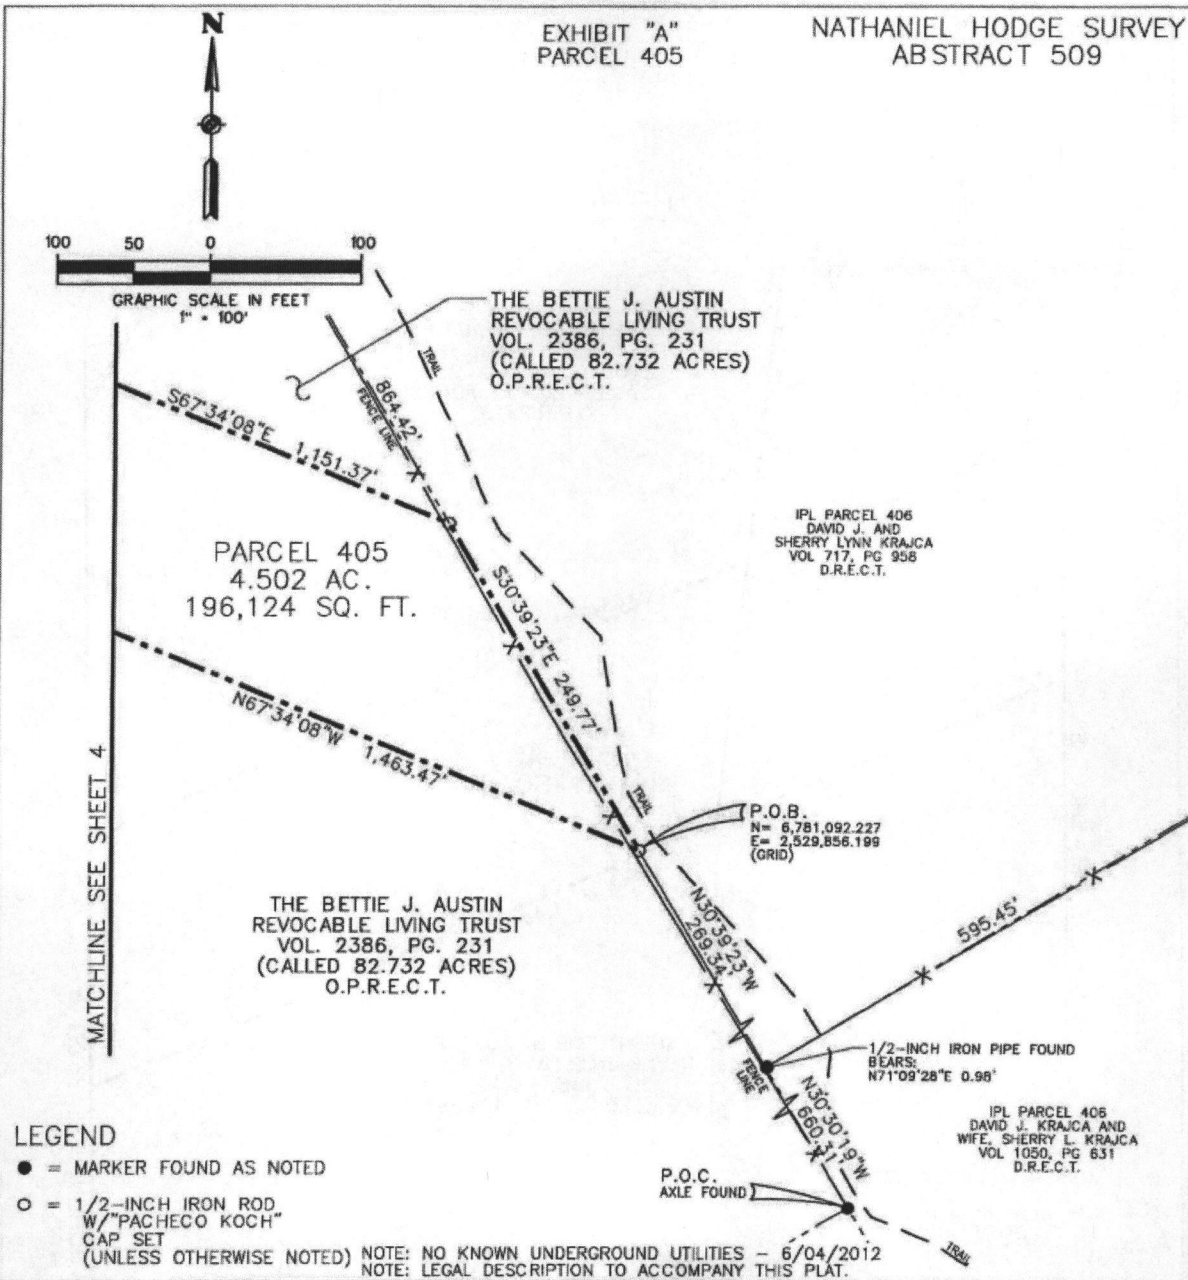 EXHIBIT "A"
PARCEL 405
NATHANIEL HODGE SURVEY
ABSTRACT 509
N
100 50 0 100
GRAPHIC SCALE IN FEET
1" = 100'
THE BETTIE J. AUSTIN
REVOCABLE LIVING TRUST
VOL. 2386, PG. 231
(CALLED 82.732 ACRES)
O.P.R.E.C.T.
TRAIL
864.42'
FENCE LINE
S67°34'08"E
1,151.37'
IPL PARCEL 406
DAVID J. AND
SHERRY LYNN KRAJCA
VOL 717, PG 958
D.R.E.C.T.
PARCEL 405
4.502 AC.
196,124 SQ. FT.
S30°39'23"E 249.77'
N67°34'08"W
1,463.47'
MATCHLINE SEE SHEET 4
TRAIL
P.O.B.
N= 6,781,092.227
E= 2,529,856.199
(GRID)
THE BETTIE J. AUSTIN
REVOCABLE LIVING TRUST
VOL. 2386, PG. 231
(CALLED 82.732 ACRES)
O.P.R.E.C.T.
N30°39'23"W
269.34'
595.45'
1/2-INCH IRON PIPE FOUND
BEARS:
N71°09'28"E 0.98'
FENCE
LINE
N30°30'19"W
660.31'
IPL PARCEL 406
DAVID J. KRAJCA AND
WIFE, SHERRY L. KRAJCA
VOL 1050, PG 631
D.R.E.C.T.
P.O.C.
AXLE FOUND
TRAIL
LEGEND
● = MARKER FOUND AS NOTED
○ = 1/2-INCH IRON ROD
W/"PACHECO KOCH"
CAP SET
(UNLESS OTHERWISE NOTED)
NOTE: NO KNOWN UNDERGROUND UTILITIES - 6/04/2012
NOTE: LEGAL DESCRIPTION TO ACCOMPANY THIS PLAT.